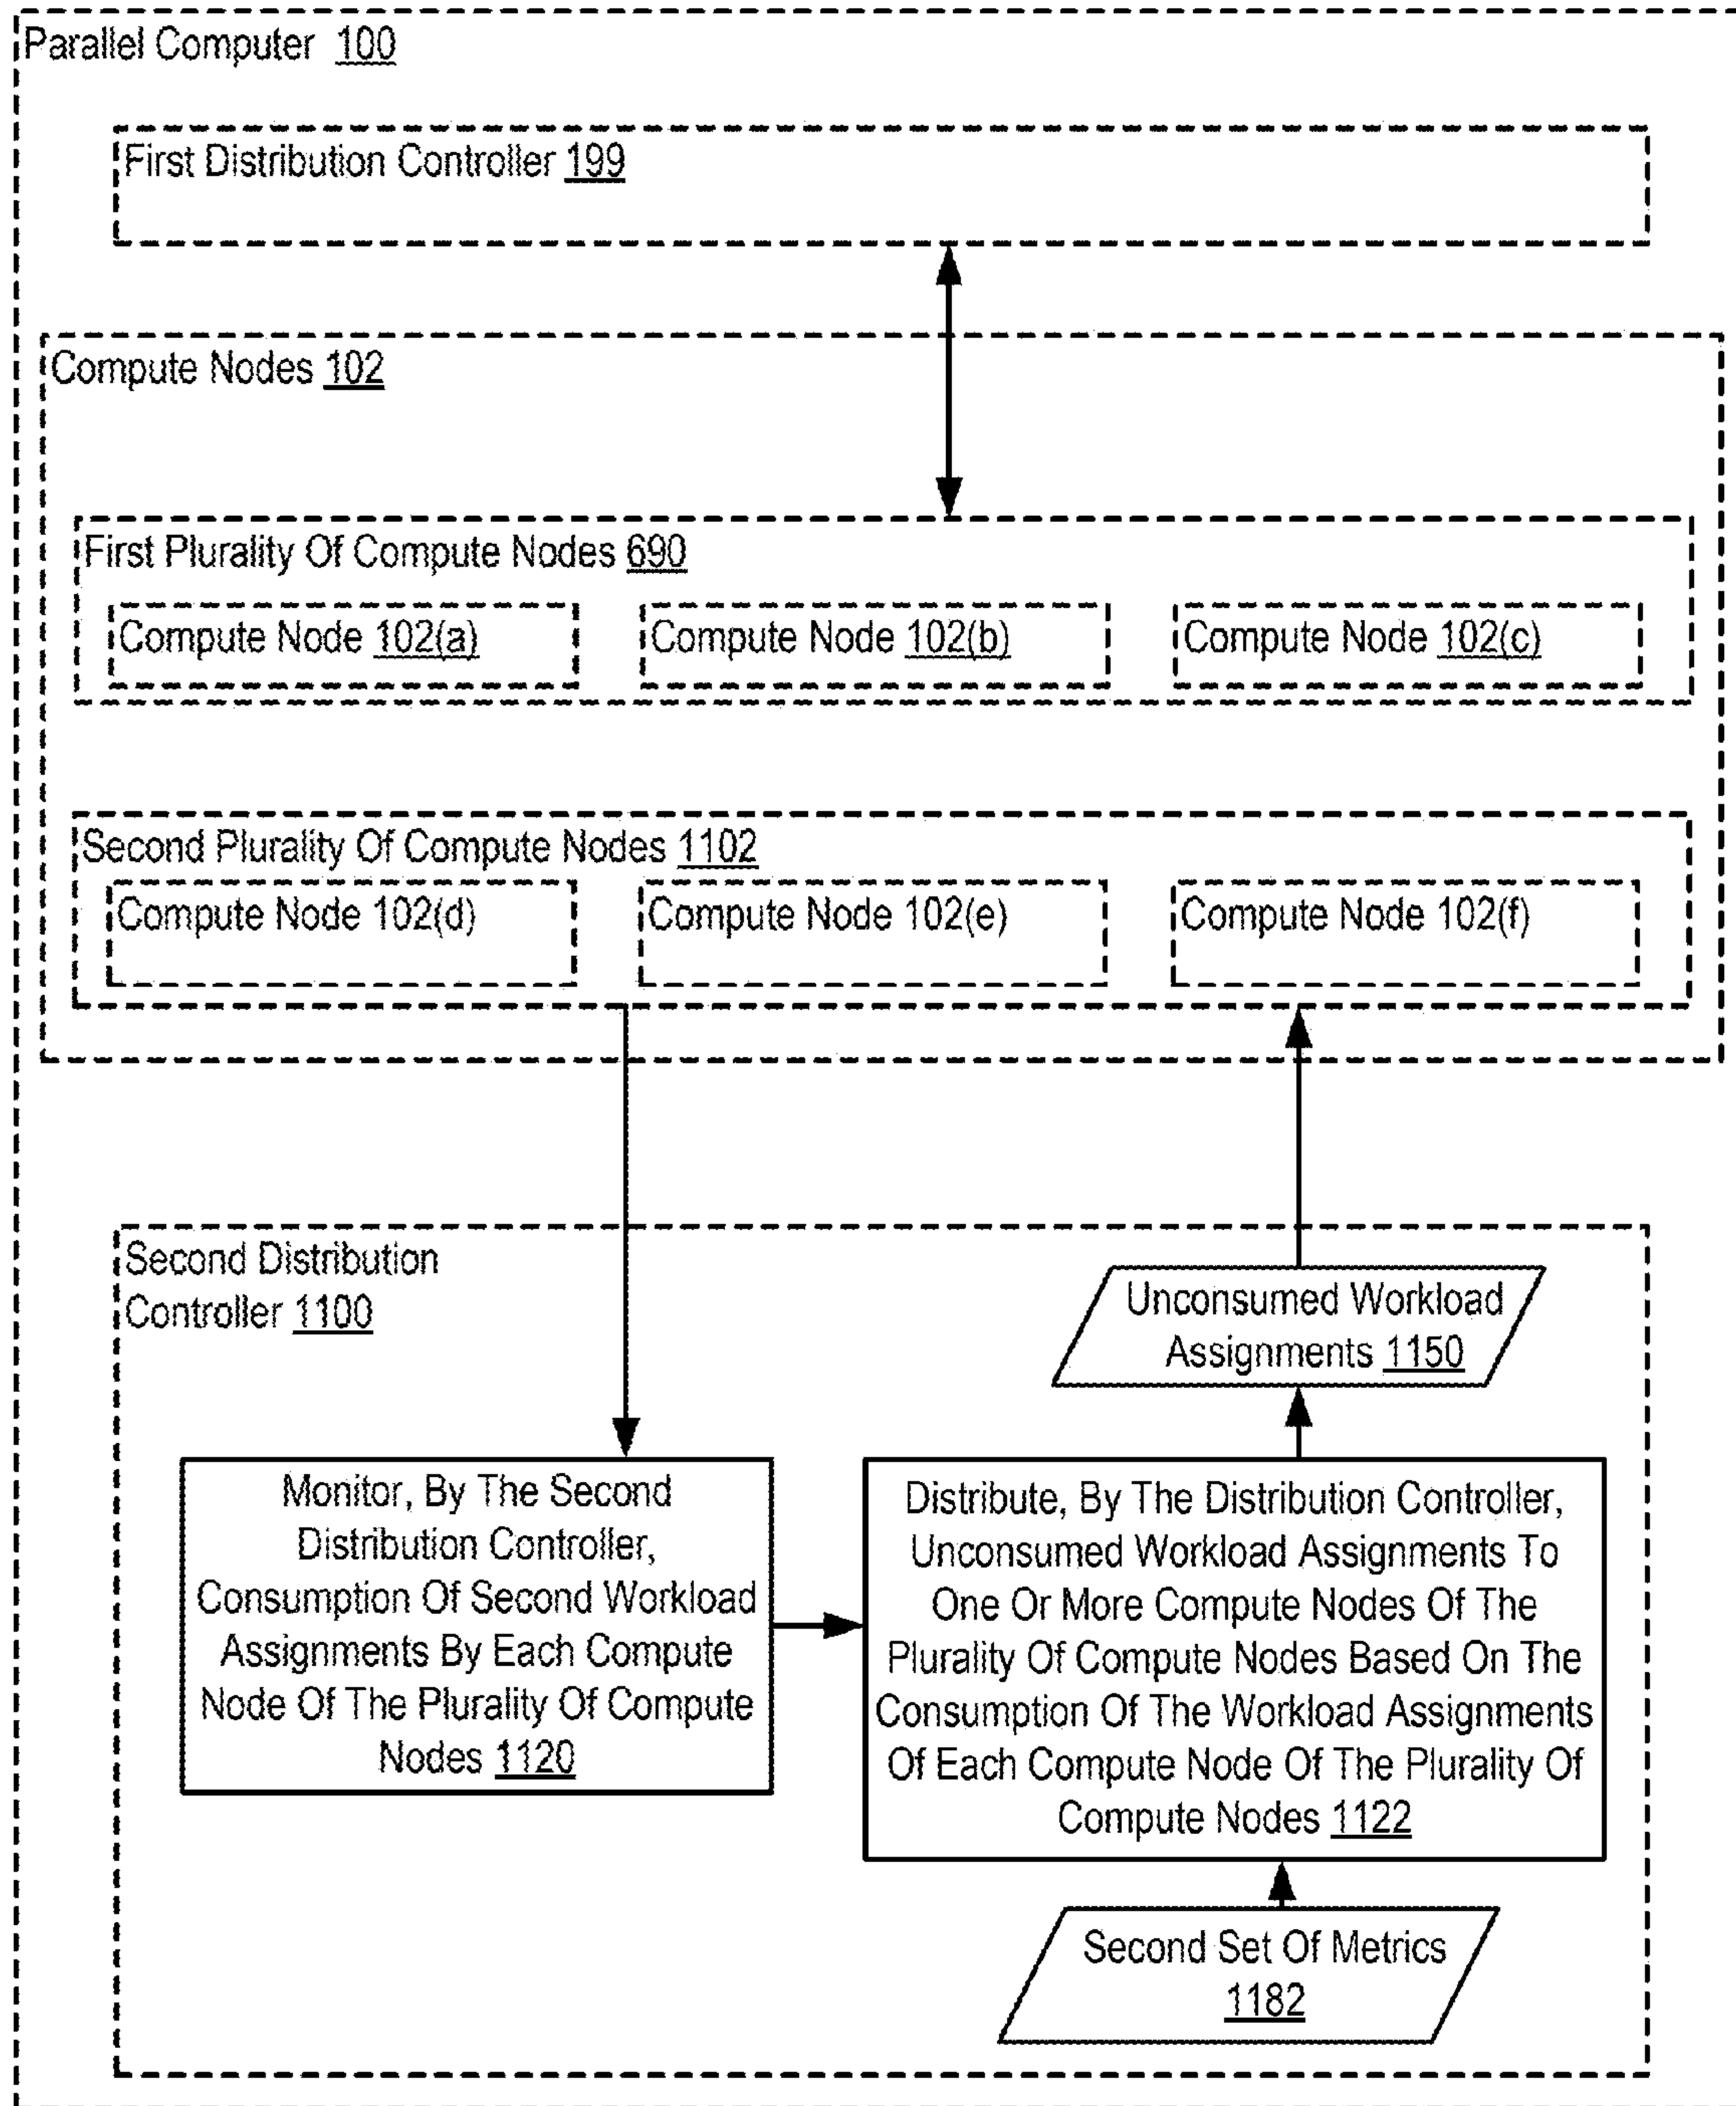 Parallel Computer 100
First Distribution Controller 199
Compute Nodes 102
First Plurality Of Compute Nodes 690
Compute Node 102(a)
Compute Node 102(b)
Compute Node 102(c)
Second Plurality Of Compute Nodes 1102
Compute Node 102(d)
Compute Node 102(e)
Compute Node 102(f)
Second Distribution
Controller 1100
Unconsumed Workload
Assignments 1150
Monitor, By The Second
Distribution Controller,
Consumption Of Second Workload
Assignments By Each Compute
Node Of The Plurality Of Compute
Nodes 1120
Distribute, By The Distribution Controller,
Unconsumed Workload Assignments To
One Or More Compute Nodes Of The
Plurality Of Compute Nodes Based On The
Consumption Of The Workload Assignments
Of Each Compute Node Of The Plurality Of
Compute Nodes 1122
Second Set Of Metrics
1182